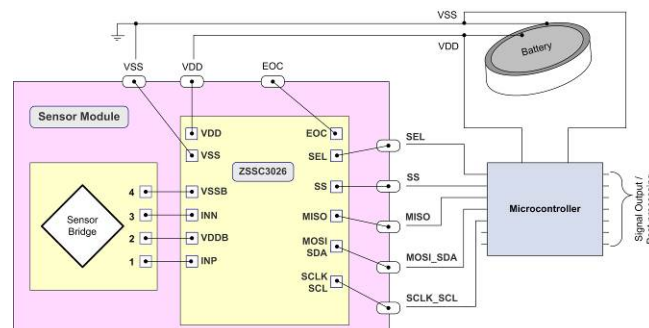 VSS
VDD
Battery
VSS
VDD
EOC
Sensor Module
VDD
VSS
ZSSC3026
EOC
SEL
SEL
Sensor
Bridge
4
3
2
1
VSSB
INN
VDDB
INP
SS
MISO
MOSI
SDA
SCLK
SCL
SS
MISO
MOSI_SDA
SCLK_SCL
Microcontroller
Signal Output /